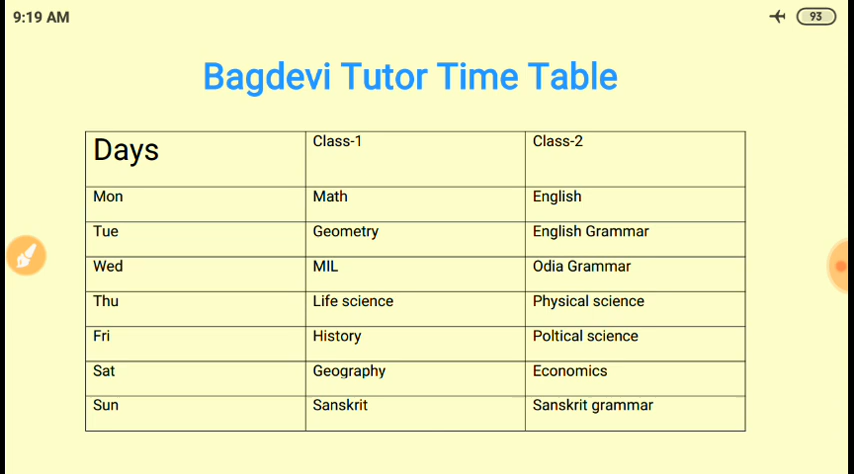 9:19 AM
93
Bagdevi Tutor Time Table
Days Class-1 Class-2
Mon Math English
Tue Geometry English Grammar
Wed MIL Odia Grammar
Thu Life science Physical science
Fri History Poltical science
Sat Geography Economics
Sun Sanskrit Sanskrit grammar